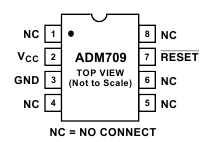 NC 1 8 NC
VCC 2 ADM709 7 RESET
TOP VIEW
GND 3 (Not to Scale) 6 NC
NC 4 5 NC
NC = NO CONNECT